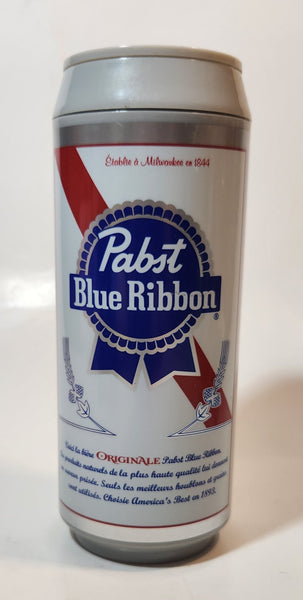 Établie à Milwaukee en 1844
Pabst
Blue Ribbon®
Voici la bière ORIGINALE Pabst Blue Ribbon.
produits naturels de la plus haute qualité lui donnent
saveur prisée. Seuls les meilleurs houblons et graines
sont utilisés. Choisie America's Best en 1893.